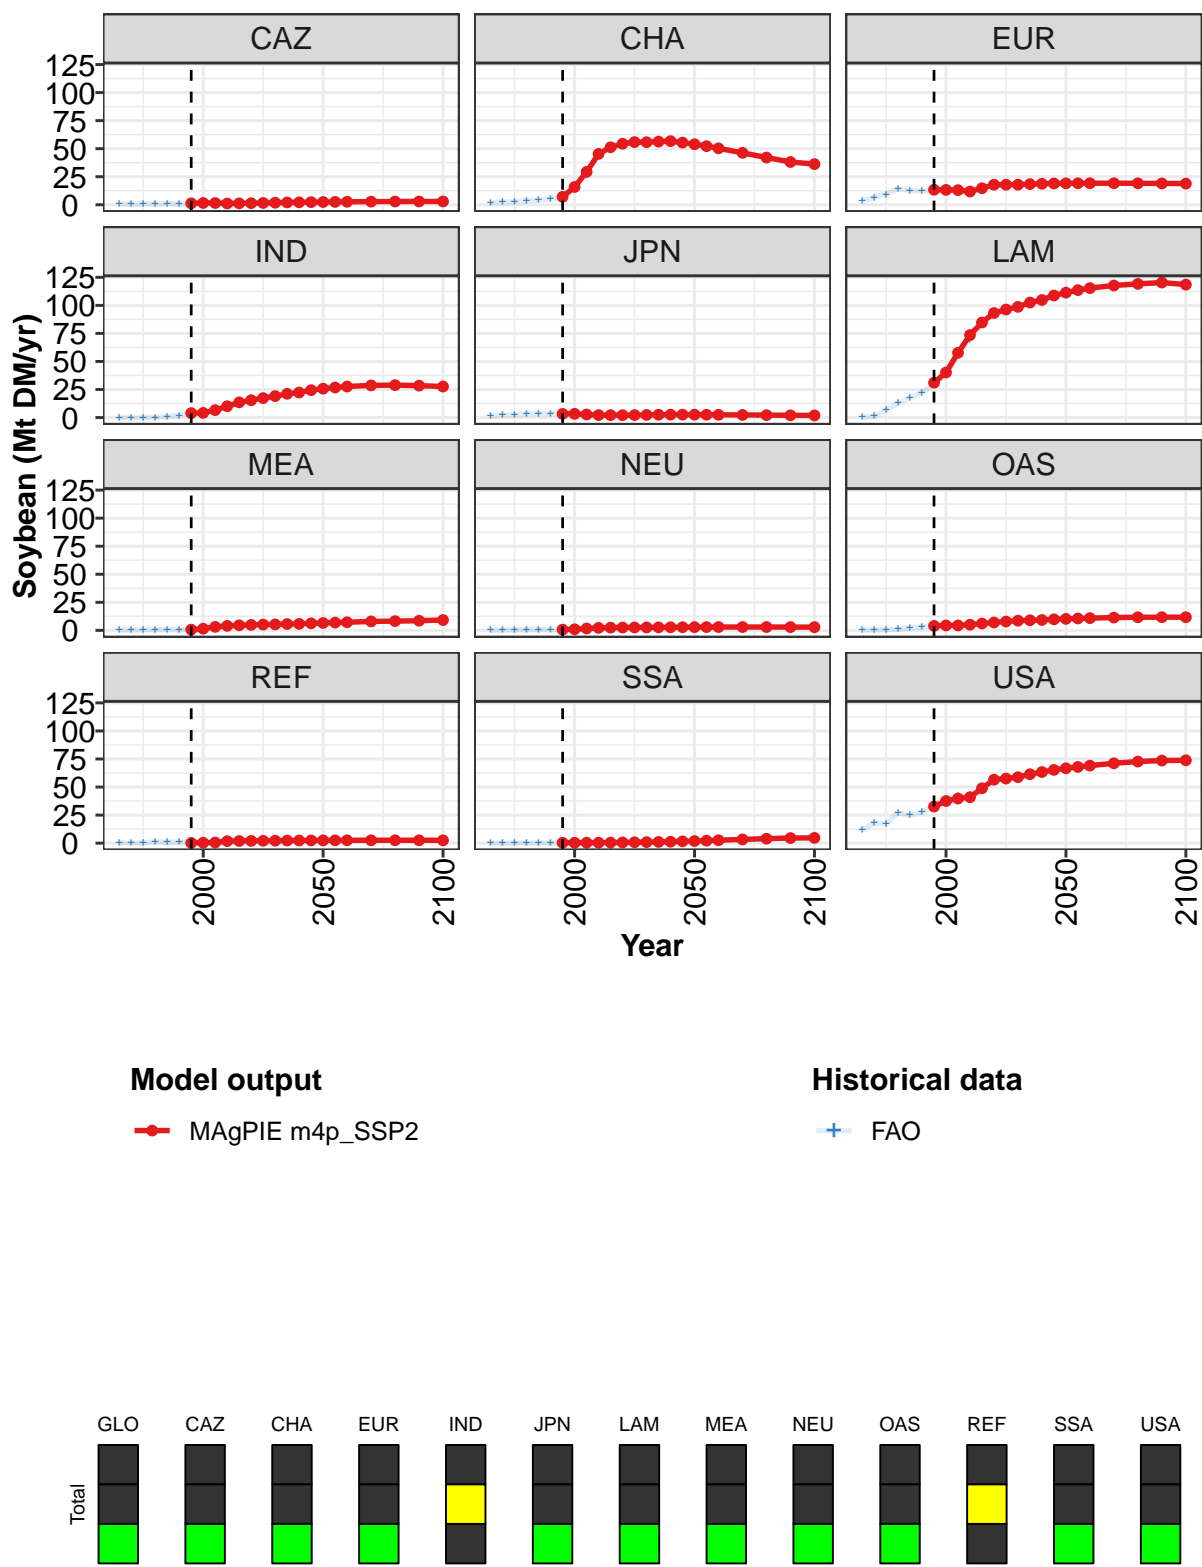 CAZ CHA EUR
125
100
75
50
25
0
IND JPN LAM
125
100
75
50
25
0
MEA NEU OAS
125
100
75
50
25
0
REF SSA USA
125
100
75
50
25
0
Soybean (Mt DM/yr)
2000 2050 2100 2000 2050 2100 2000 2050 2100
Year
Model output Historical data
MAgPIE m4p_SSP2 FAO
GLO CAZ CHA EUR IND JPN LAM MEA NEU OAS REF SSA USA
Total